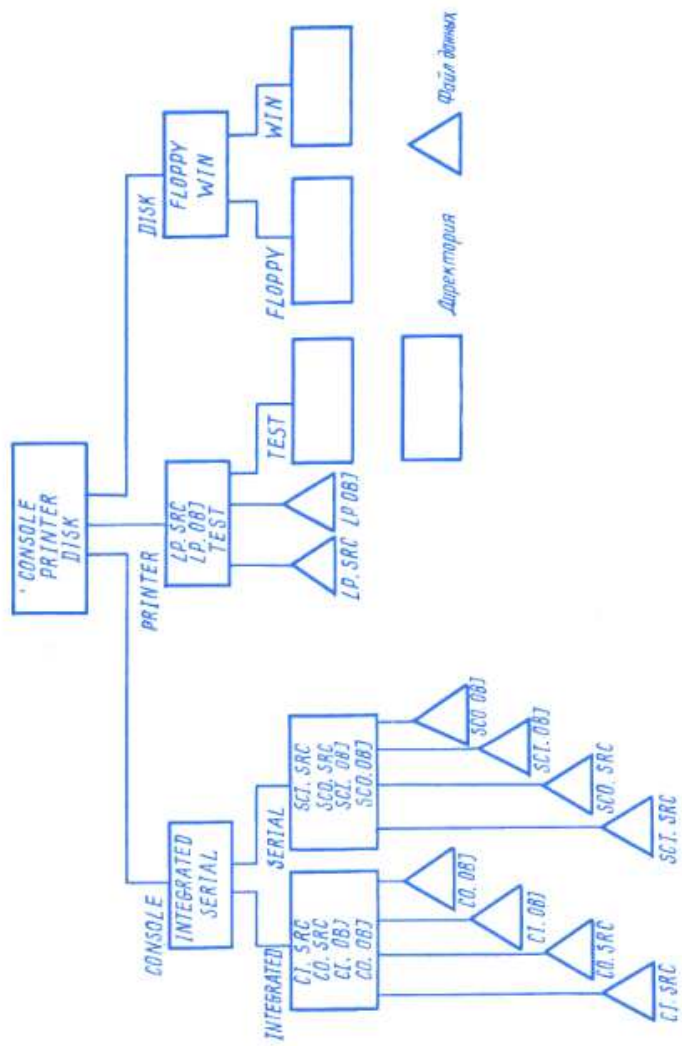 CONSOLE
PRINTER
DISK
CONSOLE
INTEGRATED
SERIAL
PRINTER
LP. SRC
LP. OBJ
TEST
DISK
FLOPPY
WIN
INTEGRATED
CI. SRC
CO. SRC
CI. OBJ
CO. OBJ
SERIAL
SCI. SRC
SCO. SRC
SCI. OBJ
SCO. OBJ
LP. SRC
LP. OBJ
TEST
FLOPPY
WIN
CI. SRC
CO. SRC
CI. OBJ
CO. OBJ
SCI. SRC
SCO. SRC
SCI. OBJ
SCO. OBJ
Директория
Файл данных